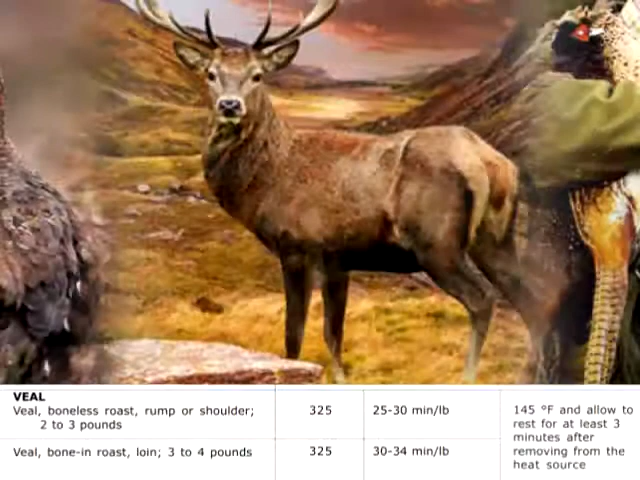 VEAL
Veal, boneless roast, rump or shoulder;
2 to 3 pounds
325
25-30 min/lb
145 °F and allow to
rest for at least 3
minutes after
removing from the
heat source
Veal, bone-in roast, loin; 3 to 4 pounds
325
30-34 min/lb